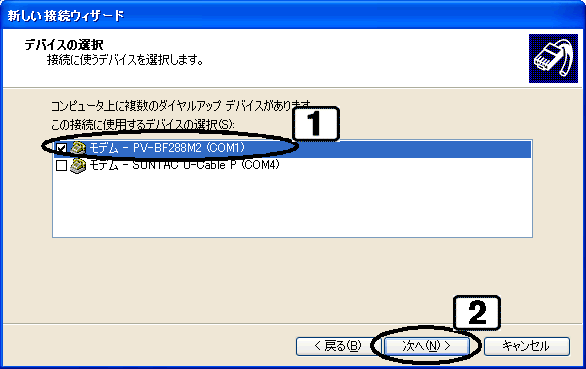 新しい接続ウィザード
デバイスの選択
接続に使うデバイスを選択します。
コンピュータ上に複数のダイヤルアップ デバイスがあります。
この接続に使用するデバイスの選択(S):
1
モデム - PV-BF288M2 (COM1)
モデム - SUNTAC U-Cable P (COM4)
2
< 戻る(B)
次へ(N) >
キャンセル